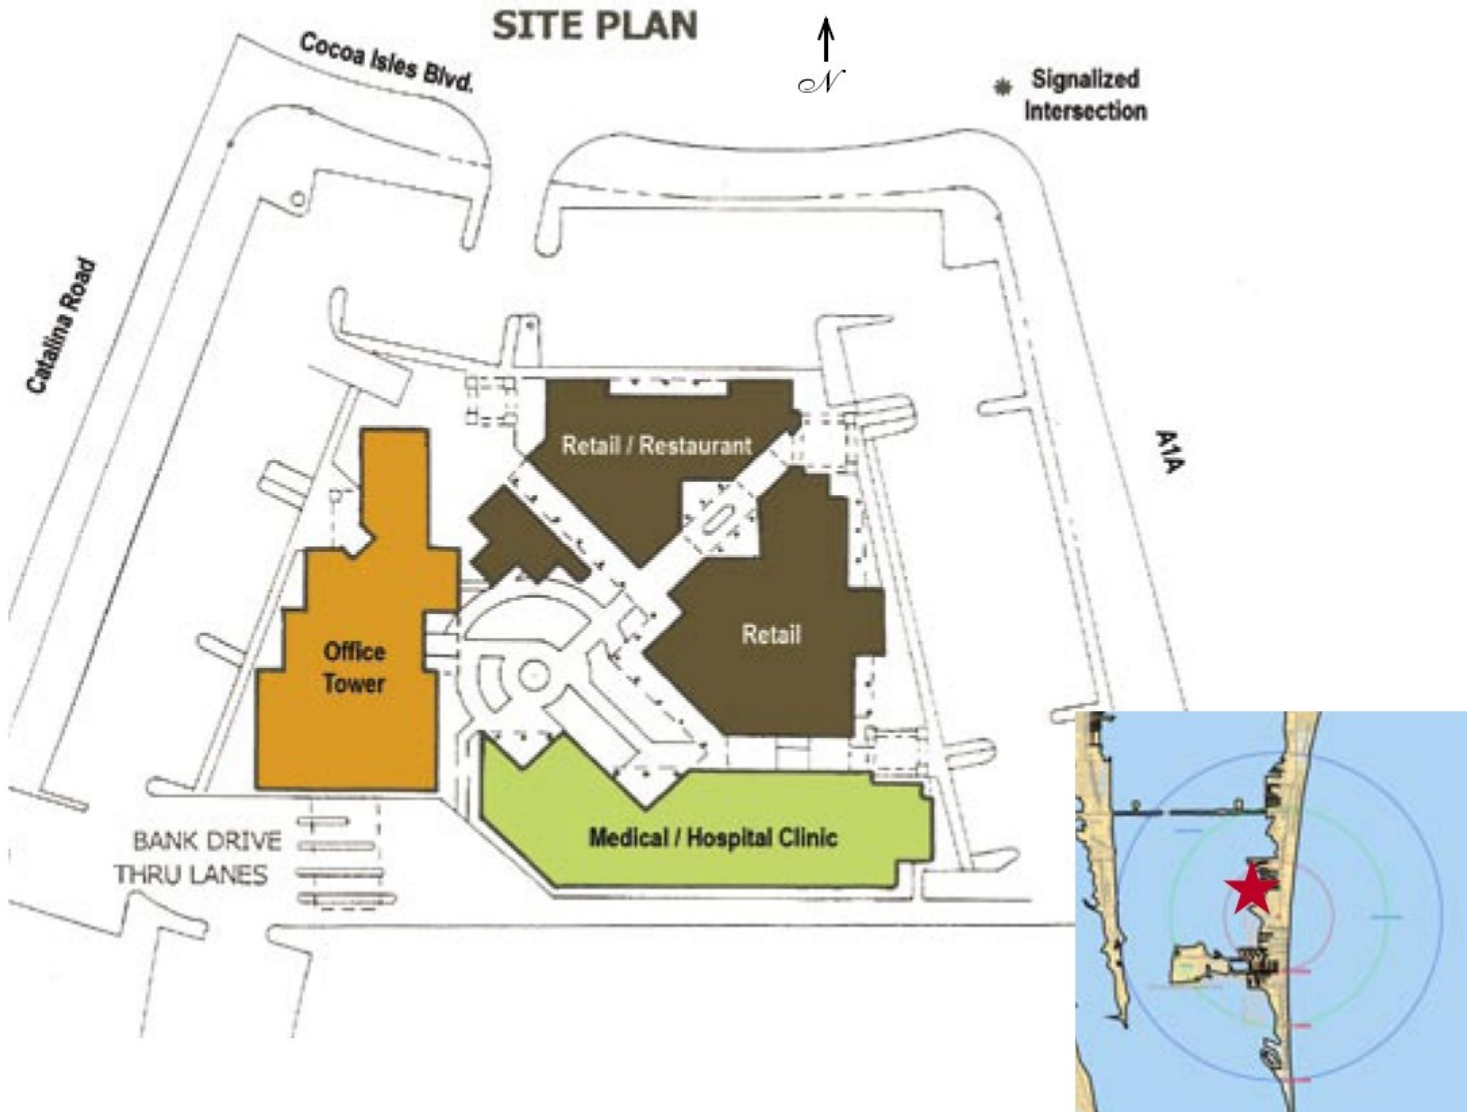 SITE PLAN
N
Cocoa Isles Blvd.
Signalized
Intersection
Catalina Road
A1A
Retail / Restaurant
Retail
Office
Tower
Medical / Hospital Clinic
BANK DRIVE
THRU LANES